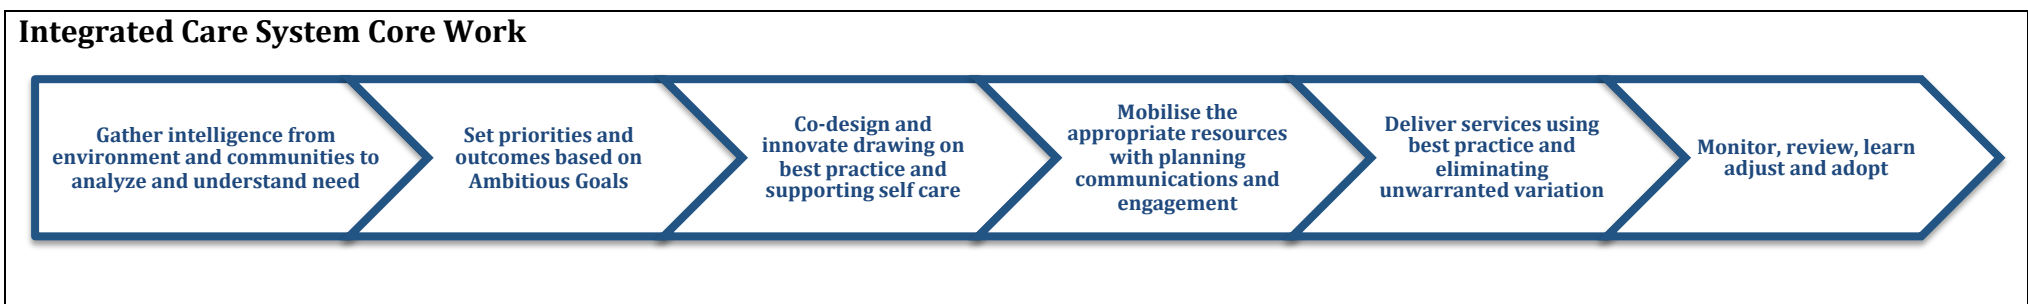 Integrated Care System Core Work
Gather intelligence from
environment and communities to
analyze and understand need
Set priorities and
outcomes based on
Ambitious Goals
Co-design and
innovate drawing on
best practice and
supporting self care
Mobilise the
appropriate resources
with planning
communications and
engagement
Deliver services using
best practice and
eliminating
unwarranted variation
Monitor, review, learn
adjust and adopt